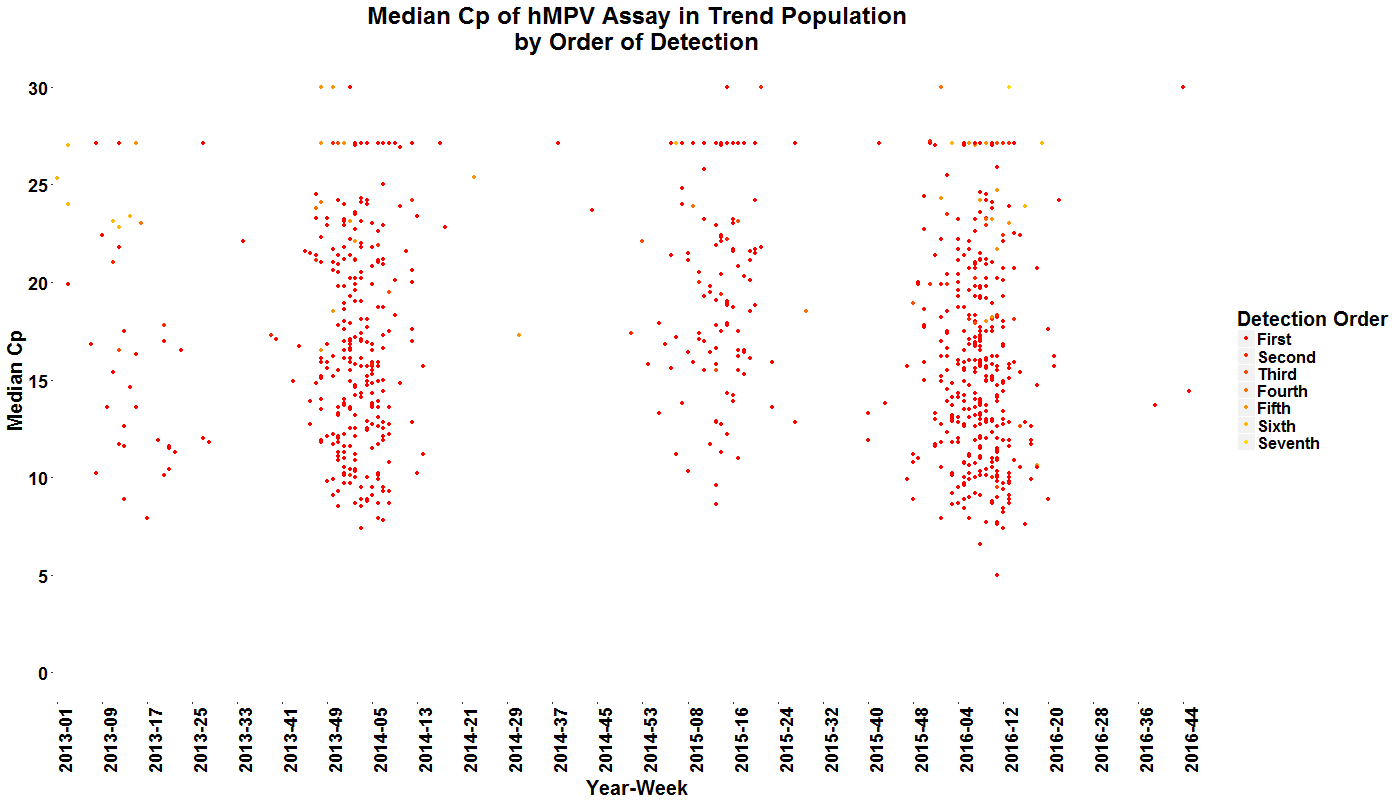 Median Cp of hMPV Assay in Trend Population
by Order of Detection
30
25
20
15
10
5
0
Median Cp
2013-01
2013-09
2013-17
2013-25
2013-33
2013-41
2013-49
2014-05
2014-13
2014-21
2014-29
2014-37
2014-45
2014-53
2015-08
2015-16
2015-24
2015-32
2015-40
2015-48
2016-04
2016-12
2016-20
2016-28
2016-36
2016-44
Year-Week
Detection Order
First
Second
Third
Fourth
Fifth
Sixth
Seventh